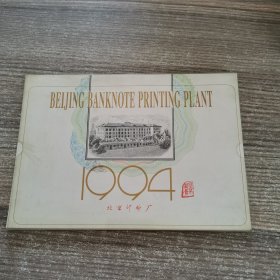 BEIJING BANKNOTE PRINTING PLANT
1994
北京印钞厂